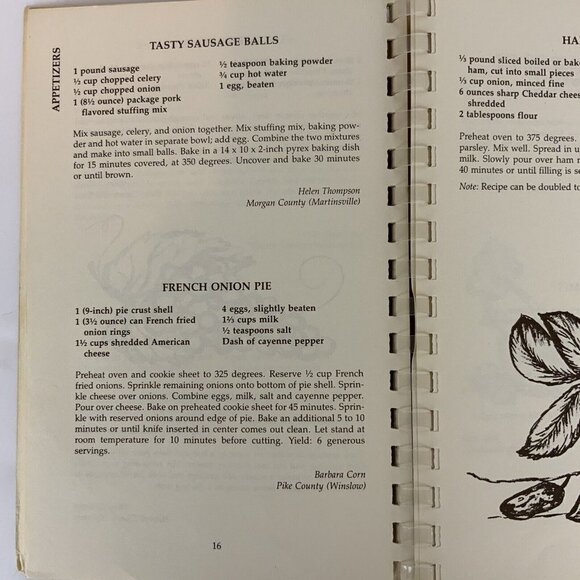 APPETIZERS
TASTY SAUSAGE BALLS
1 pound sausage
½ cup chopped celery
½ cup chopped onion
1 (8½ ounce) package pork
flavored stuffing mix
½ teaspoon baking powder
¾ cup hot water
1 egg, beaten
Mix sausage, celery, and onion together. Mix stuffing mix, baking pow-
der and hot water in separate bowl; add egg. Combine the two mixtures
and make into small balls. Bake in a 14 x 10 x 2-inch pyrex baking dish
for 15 minutes covered, at 350 degrees. Uncover and bake 30 minutes
or until brown.
Helen Thompson
Morgan County (Martinsville)
FRENCH ONION PIE
1 (9-inch) pie crust shell
1 (3½ ounce) can French fried
onion rings
1½ cups shredded American
cheese
4 eggs, slightly beaten
1⅔ cups milk
½ teaspoons salt
Dash of cayenne pepper
Preheat oven and cookie sheet to 325 degrees. Reserve ½ cup French
fried onions. Sprinkle remaining onions onto bottom of pie shell. Sprin-
kle cheese over onions. Combine eggs, milk, salt and cayenne pepper.
Pour over cheese. Bake on preheated cookie sheet for 45 minutes. Sprin-
kle with reserved onions around edge of pie. Bake an additional 5 to 10
minutes or until knife inserted in center comes out clean. Let stand at
room temperature for 10 minutes before cutting. Yield: 6 generous
servings.
Barbara Corn
Pike County (Winslow)
16
HA
⅓ pound sliced boiled or bake
ham, cut into small pieces
⅓ cup onion, minced fine
6 ounces sharp Cheddar chees
shredded
2 tablespoons flour
Preheat oven to 375 degrees.
parsley. Mix well. Spread in u
milk. Slowly pour over ham m
40 minutes or until filling is se
Note: Recipe can be doubled to